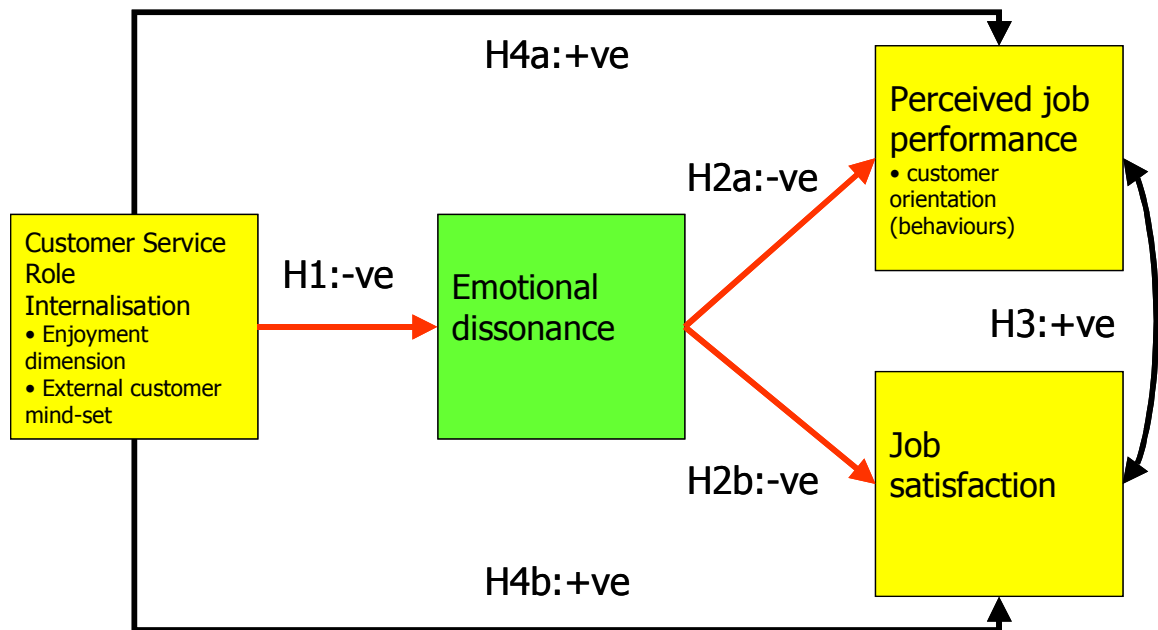 H4a:+ve
Perceived job
performance
• customer
orientation
(behaviours)
H2a:-ve
Customer Service
Role
Internalisation
• Enjoyment
dimension
• External customer
mind-set
H1:-ve
Emotional
dissonance
H3:+ve
Job
satisfaction
H2b:-ve
H4b:+ve